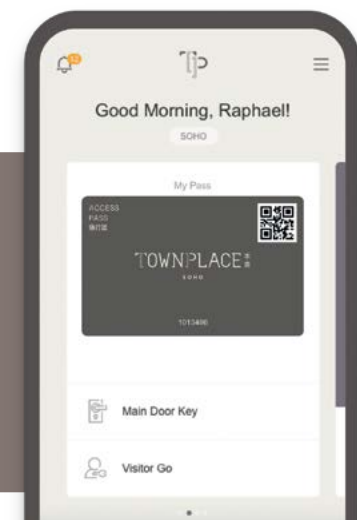 Good Morning, Raphael!
SOHO
My Pass
ACCESS
PASS
TOWNPLACE
SOHO
Main Door Key
Visitor Go